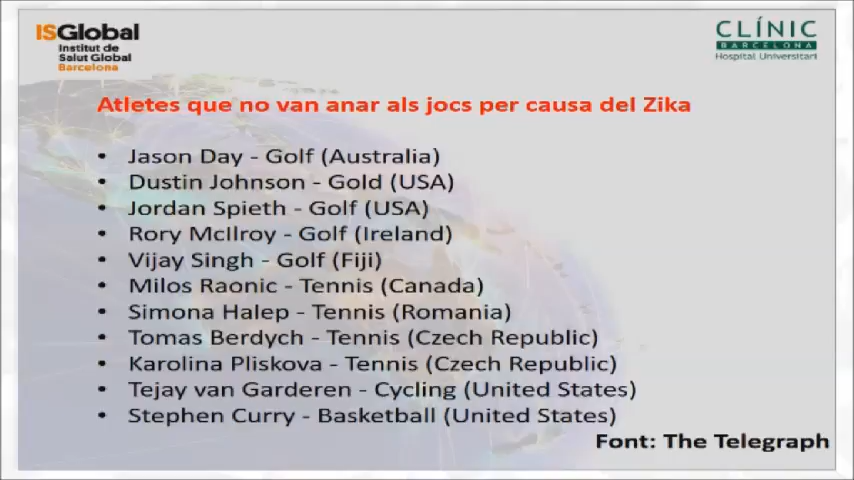 ISGlobal
Institut de
Salut Global
Barcelona
CLÍNIC
BARCELONA
Hospital Universitari
Atletes que no van anar als jocs per causa del Zika
• Jason Day - Golf (Australia)
• Dustin Johnson - Gold (USA)
• Jordan Spieth - Golf (USA)
• Rory McIlroy - Golf (Ireland)
• Vijay Singh - Golf (Fiji)
• Milos Raonic - Tennis (Canada)
• Simona Halep - Tennis (Romania)
• Tomas Berdych - Tennis (Czech Republic)
• Karolina Pliskova - Tennis (Czech Republic)
• Tejay van Garderen - Cycling (United States)
• Stephen Curry - Basketball (United States)
Font: The Telegraph